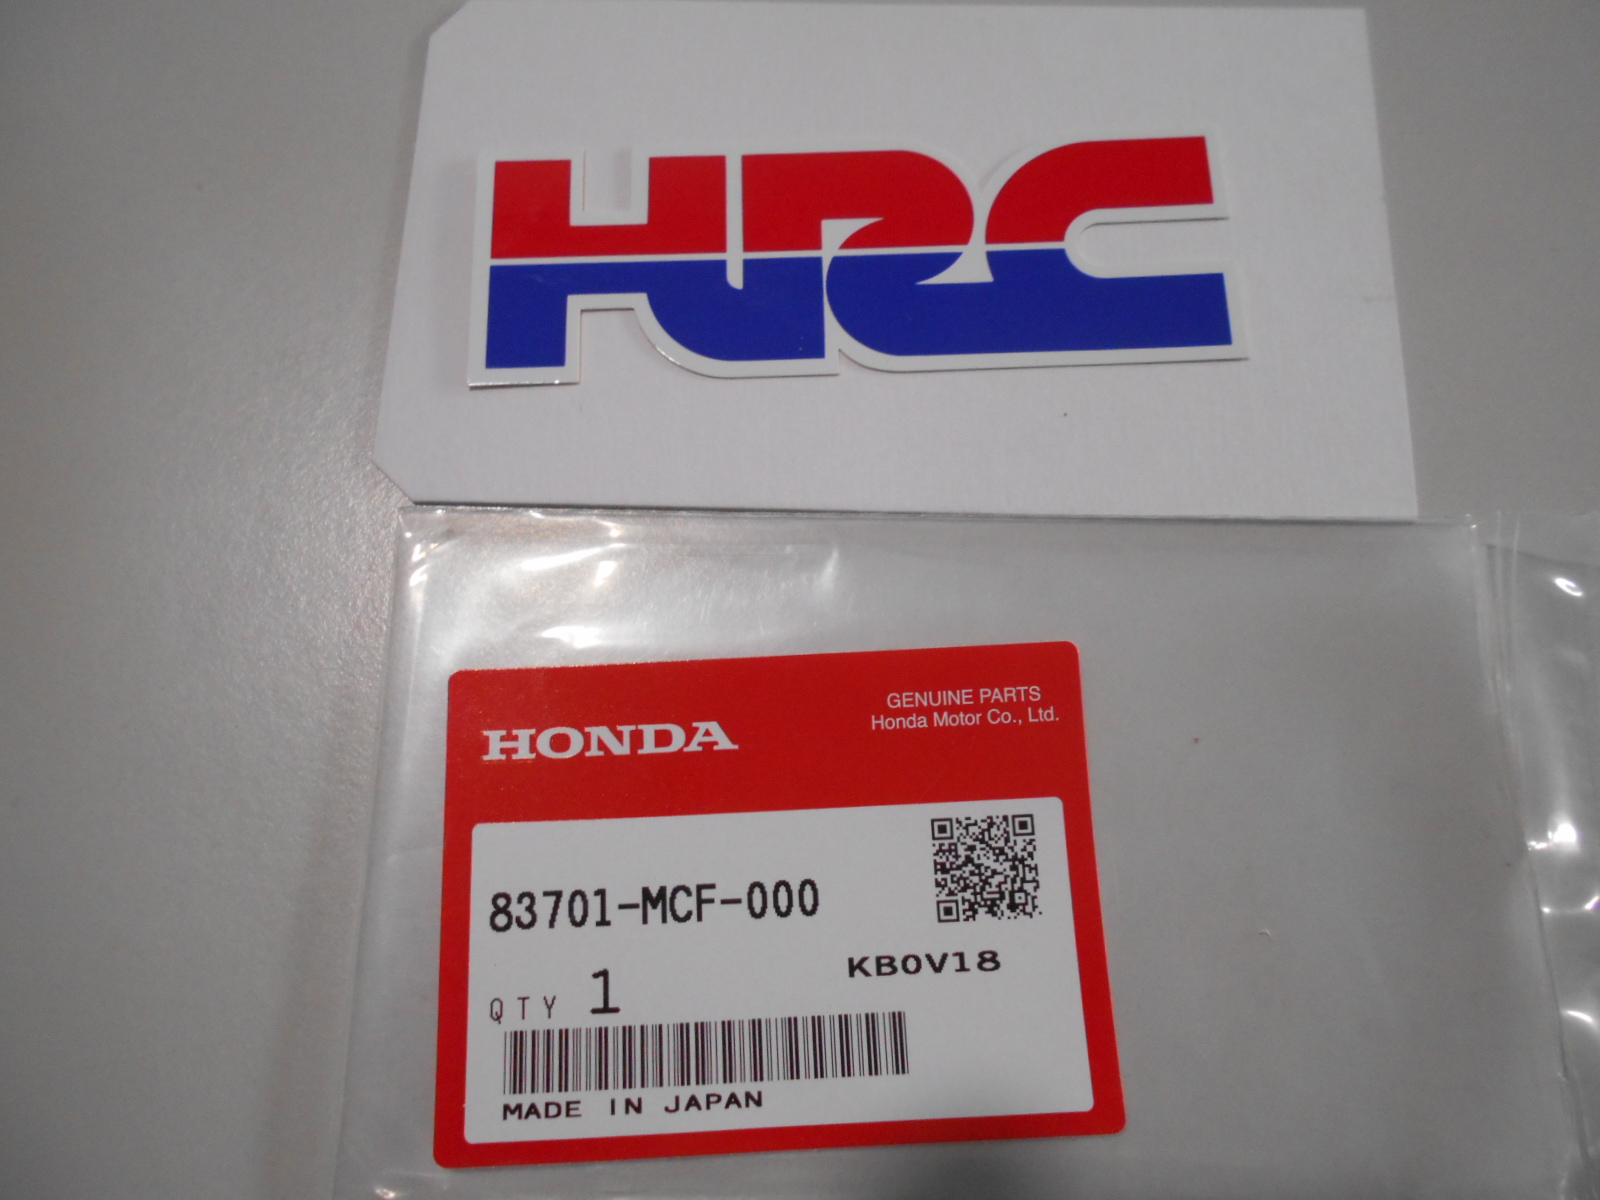 HRC
HONDA
GENUINE PARTS
Honda Motor Co., Ltd.
83701-MCF-000
KB0V18
QTY 1
MADE IN JAPAN